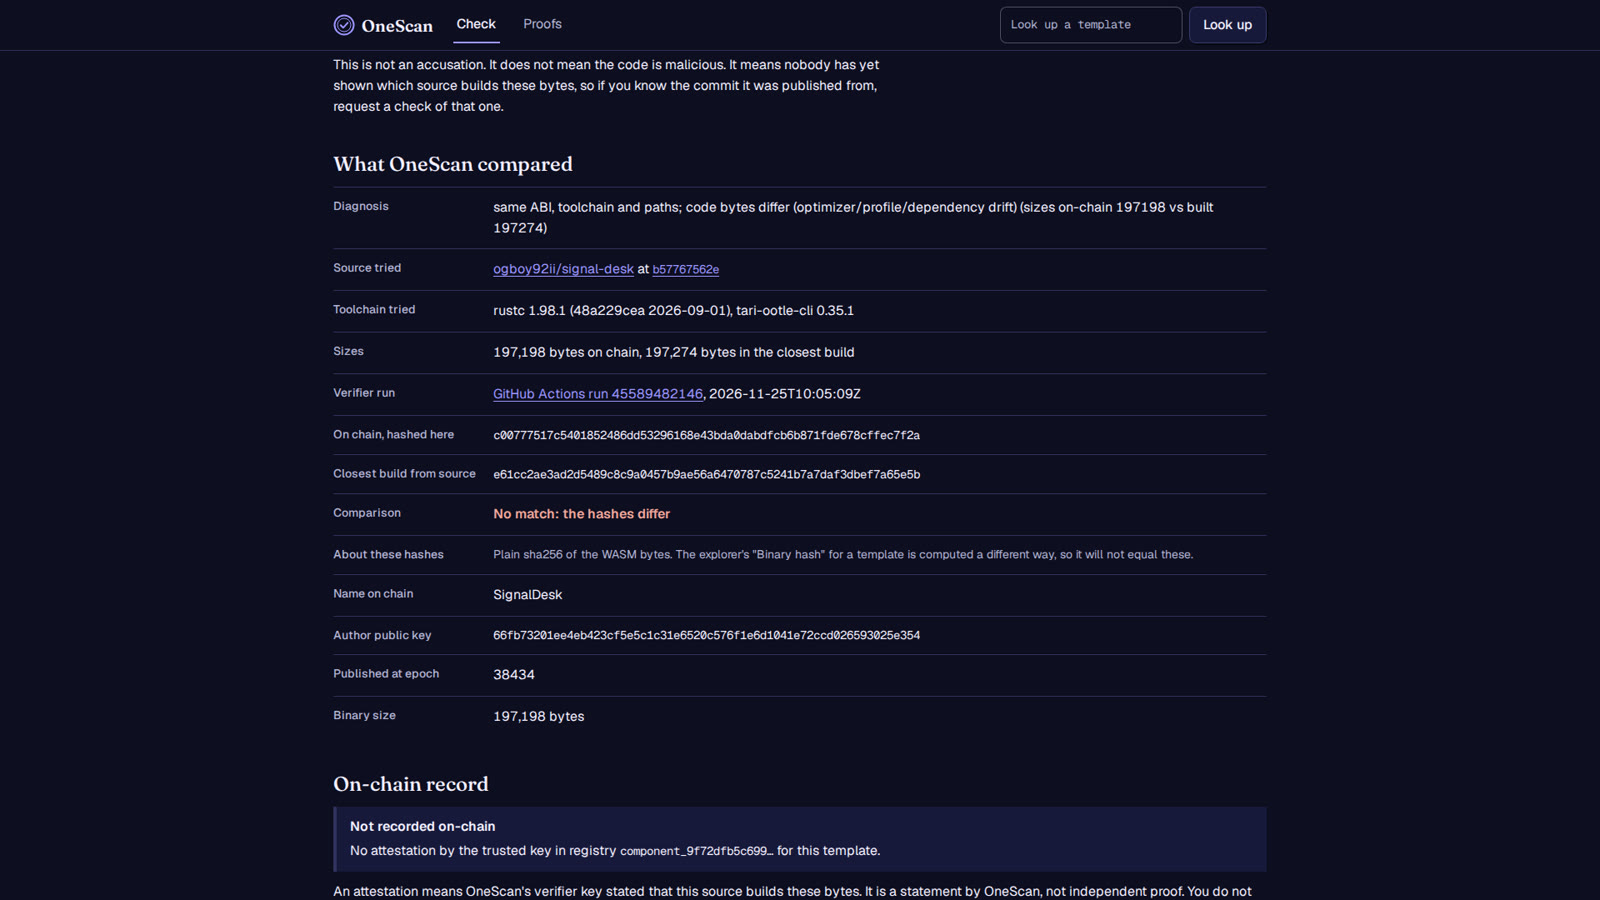 OneScan
Check
Proofs
Look up a template
Look up
This is not an accusation. It does not mean the code is malicious. It means nobody has yet
shown which source builds these bytes, so if you know the commit it was published from,
request a check of that one.
What OneScan compared
Diagnosis
same ABI, toolchain and paths; code bytes differ (optimizer/profile/dependency drift) (sizes on-chain 197198 vs built
197274)
Source tried
ogboy92ii/signal-desk at b57767562e
Toolchain tried
rustc 1.98.1 (48a229cea 2026-09-01), tari-ootle-cli 0.35.1
Sizes
197,198 bytes on chain, 197,274 bytes in the closest build
Verifier run
GitHub Actions run 45589482146, 2026-11-25T10:05:09Z
On chain, hashed here
c00777517c5401852486dd53296168e43bda0dabdfcb6b871fde678cffec7f2a
Closest build from source
e61cc2ae3ad2d5489c8c9a0457b9ae56a6470787c5241b7a7daf3dbef7a65e5b
Comparison
No match: the hashes differ
About these hashes
Plain sha256 of the WASM bytes. The explorer's "Binary hash" for a template is computed a different way, so it will not equal these.
Name on chain
SignalDesk
Author public key
66fb73201ee4eb423cf5e5c1c31e6520c576f1e6d1041e72ccd026593025e354
Published at epoch
38434
Binary size
197,198 bytes
On-chain record
Not recorded on-chain
No attestation by the trusted key in registry component_9f72dfb5c699… for this template.
An attestation means OneScan's verifier key stated that this source builds these bytes. It is a statement by OneScan, not independent proof. You do not